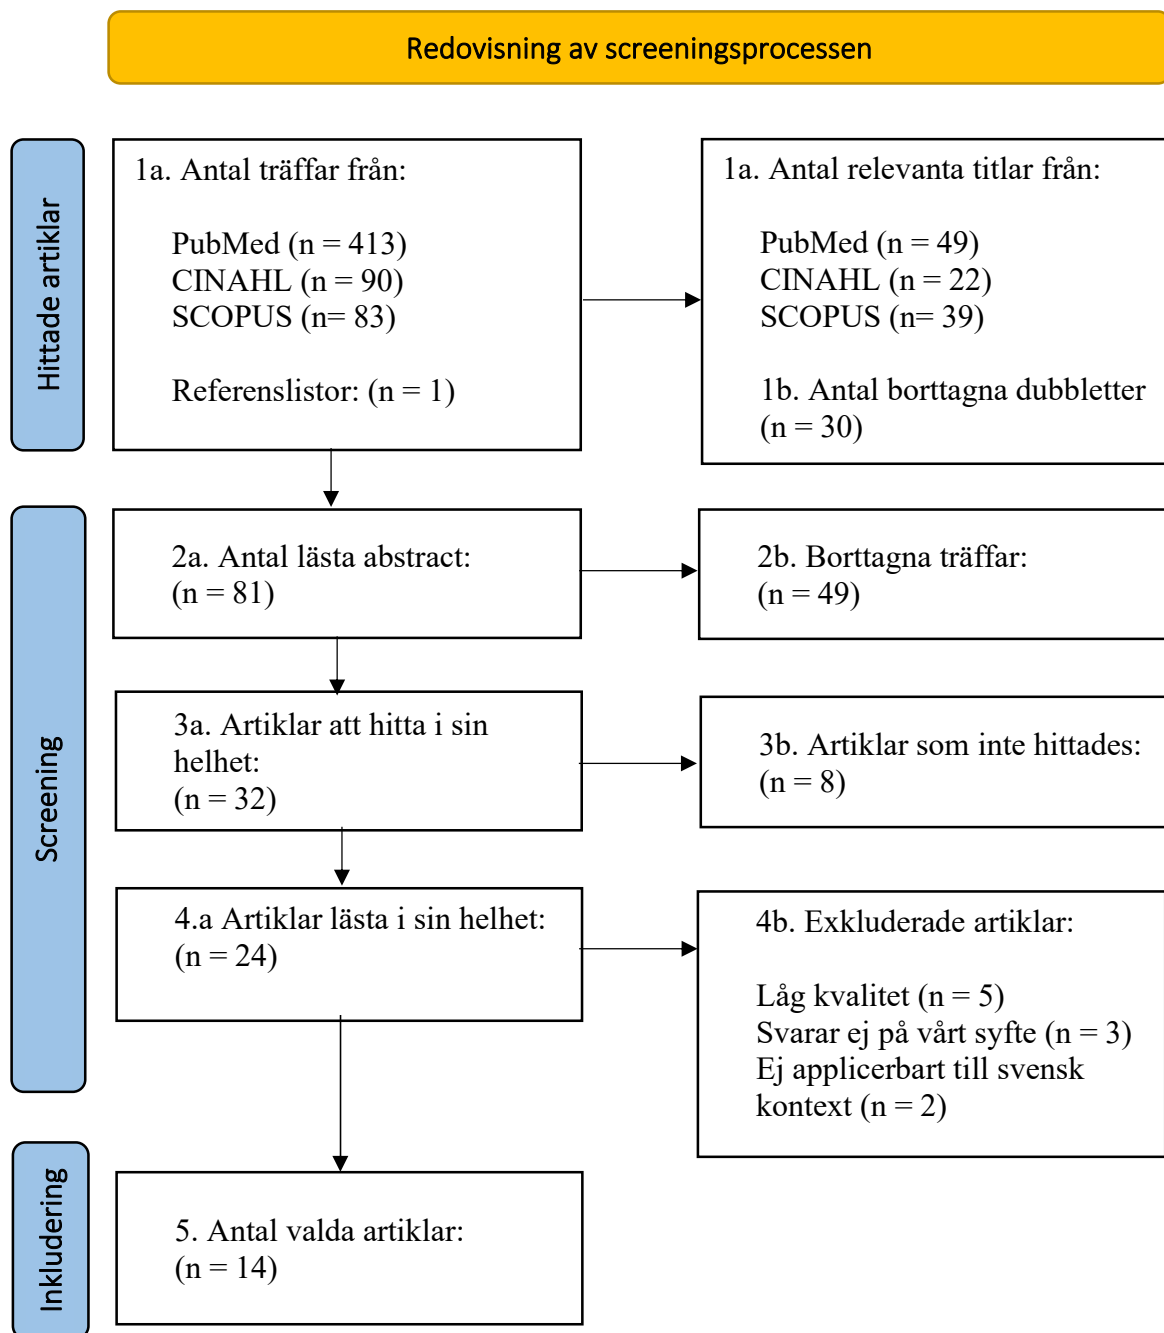 Redovisning av screeningsprocessen
Hittade artiklar
1a. Antal träffar från:
PubMed (n = 413)
CINAHL (n = 90)
SCOPUS (n= 83)
Referenslistor: (n = 1)
1a. Antal relevanta titlar från:
PubMed (n = 49)
CINAHL (n = 22)
SCOPUS (n= 39)
1b. Antal borttagna dubbletter
(n = 30)
Screening
2a. Antal lästa abstract:
(n = 81)
2b. Borttagna träffar:
(n = 49)
3a. Artiklar att hitta i sin
helhet:
(n = 32)
3b. Artiklar som inte hittades:
(n = 8)
4.a Artiklar lästa i sin helhet:
(n = 24)
4b. Exkluderade artiklar:
Låg kvalitet (n = 5)
Svarar ej på vårt syfte (n = 3)
Ej applicerbart till svensk
kontext (n = 2)
Inkludering
5. Antal valda artiklar:
(n = 14)